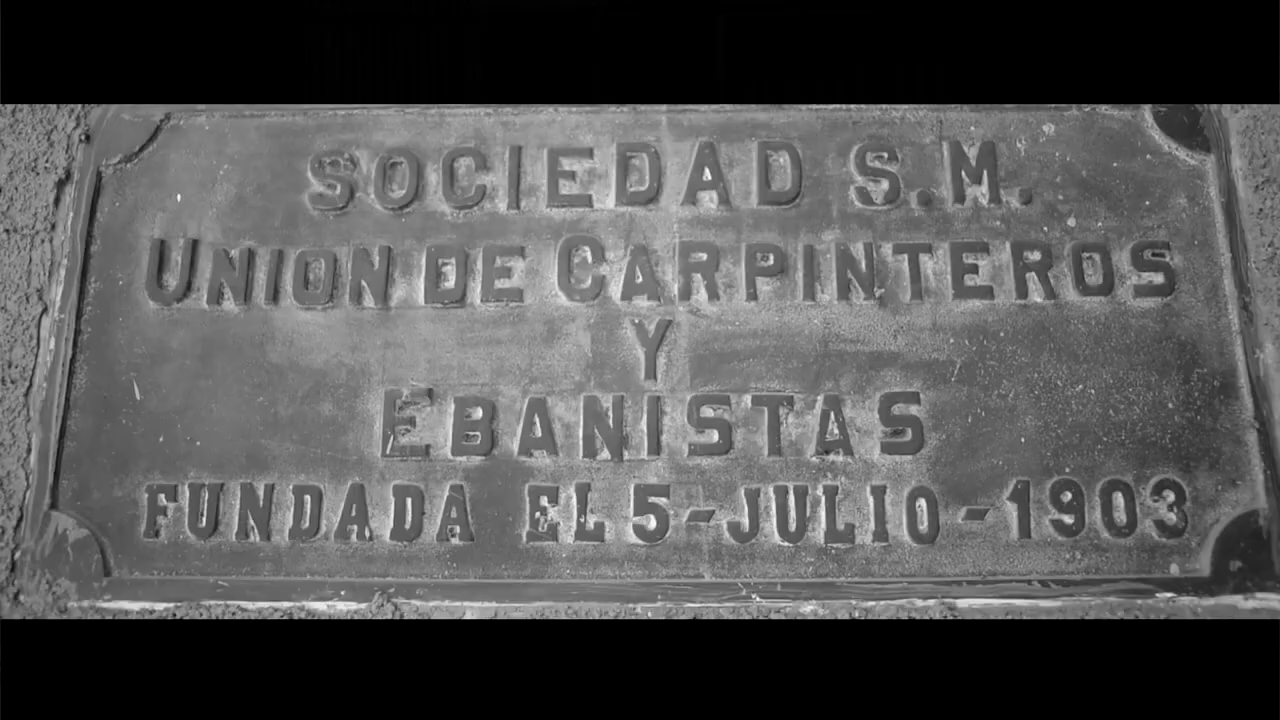 SOCIEDAD S.M.
UNION DE CARPINTEROS
Y
EBANISTAS
FUNDADA EL 5-JULIO-1903